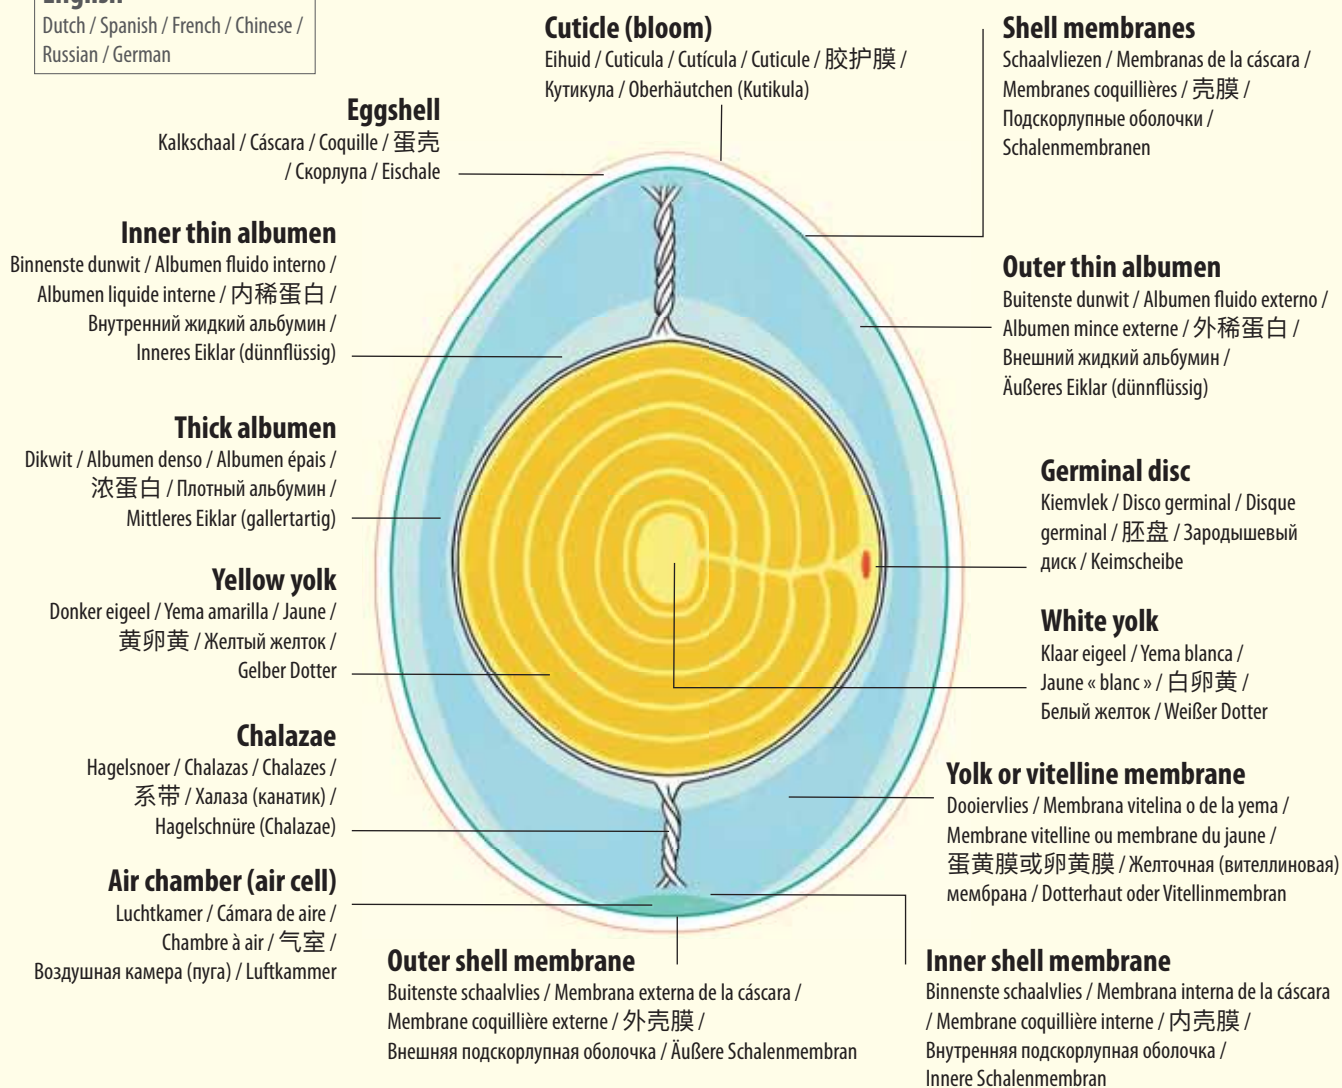 English
Dutch / Spanish / French / Chinese /
Russian / German
Cuticle (bloom)
Eihuid / Cuticula / Cutícula / Cuticule / 胶护膜 /
Кутикула / Oberhäutchen (Kutikula)
Shell membranes
Schaalvliezen / Membranas de la cáscara /
Membranes coquillières / 壳膜 /
Подскорлупные оболочки /
Schalenmembranen
Eggshell
Kalkschaal / Cáscara / Coquille / 蛋壳
/ Скорлупа / Eischale
Inner thin albumen
Binnenste dunwit / Albumen fluido interno /
Albumen liquide interne / 内稀蛋白 /
Внутренний жидкий альбумин /
Inneres Eiklar (dünnflüssig)
Outer thin albumen
Buitenste dunwit / Albumen fluido externo /
Albumen mince externe / 外稀蛋白 /
Внешний жидкий альбумин /
Äußeres Eiklar (dünnflüssig)
Thick albumen
Dikwit / Albumen denso / Albumen épais /
浓蛋白 / Плотный альбумин /
Mittleres Eiklar (gallertartig)
Germinal disc
Kiemvlek / Disco germinal / Disque
germinal / 胚盘 / Зародышевый
диск / Keimscheibe
Yellow yolk
Donker eigeel / Yema amarilla / Jaune /
黄卵黄 / Желтый желток /
Gelber Dotter
White yolk
Klaar eigeel / Yema blanca /
Jaune « blanc » / 白卵黄 /
Белый желток / Weißer Dotter
Chalazae
Hagelsnoer / Chalazas / Chalazes /
系带 / Халаза (канатик) /
Hagelschnüre (Chalazae)
Yolk or vitelline membrane
Dooiervlies / Membrana vitelina o de la yema /
Membrane vitelline ou membrane du jaune /
蛋黄膜或卵黄膜 / Желточная (вителлиновая)
мембрана / Dotterhaut oder Vitellinmembran
Air chamber (air cell)
Luchtkamer / Cámara de aire /
Chambre à air / 气室 /
Воздушная камера (пуга) / Luftkammer
Outer shell membrane
Buitenste schaalvlies / Membrana externa de la cáscara /
Membrane coquillière externe / 外壳膜 /
Внешняя подскорлупная оболочка / Äußere Schalenmembran
Inner shell membrane
Binnenste schaalvlies / Membrana interna de la cáscara
/ Membrane coquillière interne / 内壳膜 /
Внутренняя подскорлупная оболочка /
Innere Schalenmembran